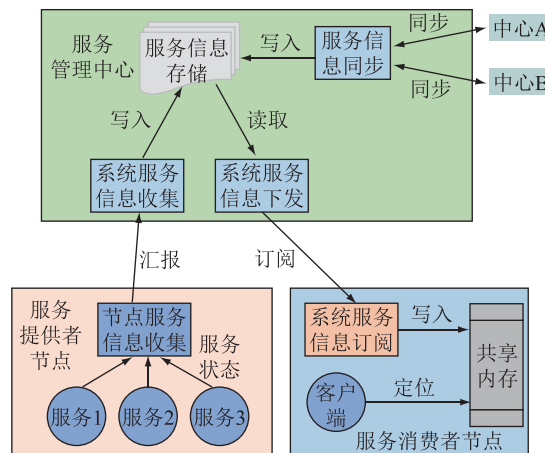 同步
中心A
服务
管理中心
服务信息
存储
写入
服务信
息同步
同步
中心B
写入
读取
系统服务
信息收集
系统服务
信息下发
汇报
订阅
服务
提供者
节点
节点服务
信息收集
服务
状态
服务1
服务2
服务3
系统服务
信息订阅
写入
共享
内存
客户
端
定位
服务消费者节点